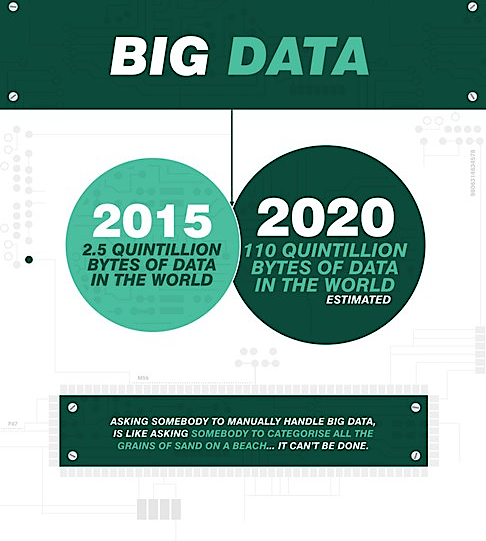 BIG DATA
2015
2.5 QUINTILLION
BYTES OF DATA
IN THE WORLD
2020
110 QUINTILLION
BYTES OF DATA
IN THE WORLD
ESTIMATED
M56
F87
ASKING SOMEBODY TO MANUALLY HANDLE BIG DATA,
IS LIKE ASKING SOMEBODY TO CATEGORISE ALL THE
GRAINS OF SAND ON A BEACH... IT CAN'T BE DONE.